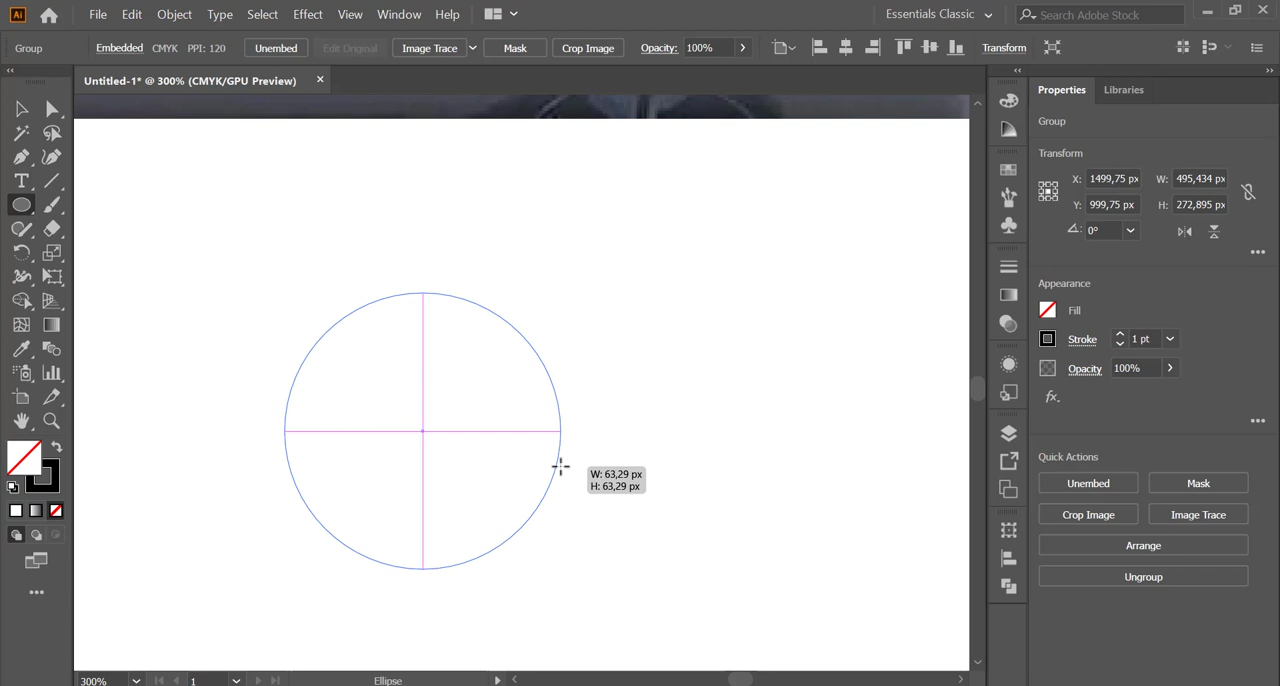 Ai File Edit Object Type Select Effect View Window Help Essentials Classic Search Adobe Stock
Group Embedded CMYK PPI: 120 Unembed Edit Original Image Trace Mask Crop Image Opacity: 100% Transform
Untitled-1* @ 300% (CMYK/GPU Preview)
Properties Libraries
Group
Transform
X: 1499,75 px W: 495,434 px
Y: 999,75 px H: 272,895 px
0°
Appearance
Fill
Stroke 1 pt
Opacity 100%
fx.
Quick Actions
Unembed Mask
Crop Image Image Trace
Arrange
Ungroup
W: 63,29 px
H: 63,29 px
300% 1 Ellipse